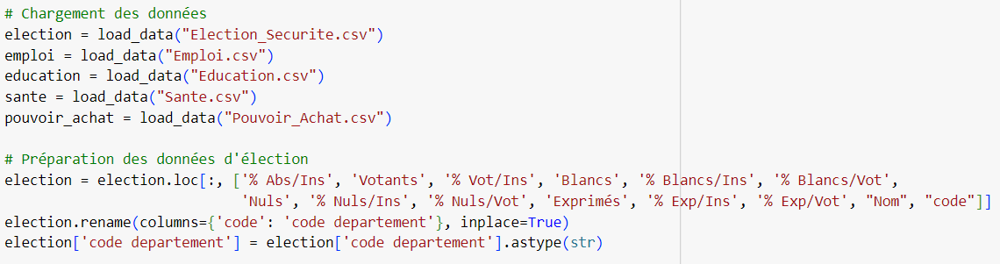 # Chargement des données
election = load_data("Election_Securite.csv")
emploi = load_data("Emploi.csv")
education = load_data("Education.csv")
sante = load_data("Sante.csv")
pouvoir_achat = load_data("Pouvoir_Achat.csv")
# Préparation des données d'élection
election = election.loc[:, ['% Abs/Ins', 'Votants', '% Vot/Ins', 'Blancs', '% Blancs/Ins', '% Blancs/Vot',
'Nuls', '% Nuls/Ins', '% Nuls/Vot', 'Exprimés', '% Exp/Ins', '% Exp/Vot', "Nom", "code"]]
election.rename(columns={'code': 'code departement'}, inplace=True)
election['code departement'] = election['code departement'].astype(str)